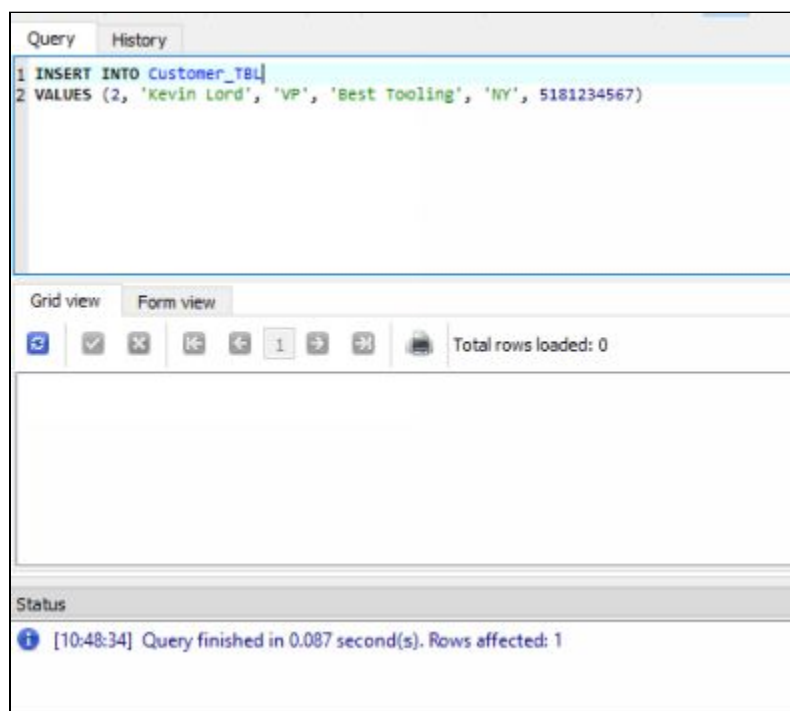 Query History
1 INSERT INTO Customer_TBL
2 VALUES (2, 'Kevin Lord', 'VP', 'Best Tooling', 'NY', 5181234567)
Grid view Form view
1 Total rows loaded: 0
Status
[10:48:34] Query finished in 0.087 second(s). Rows affected: 1